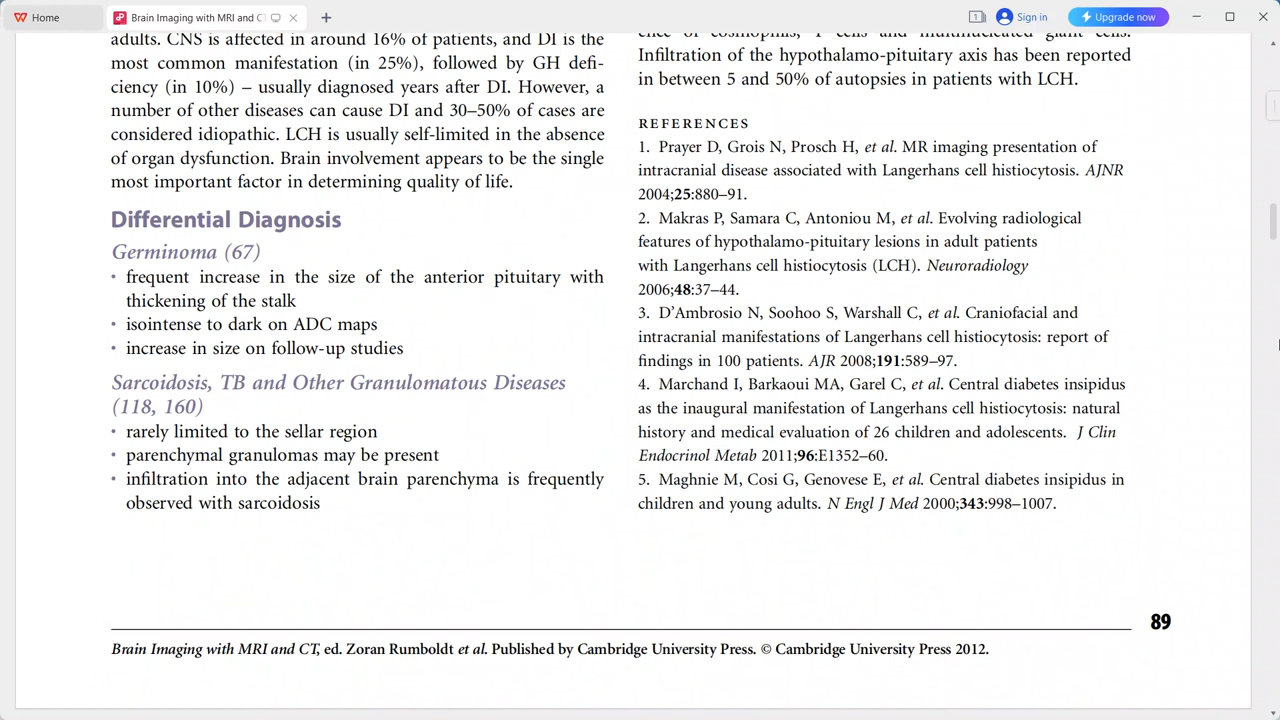 Home
Brain Imaging with MRI and CT
1
Sign in
Upgrade now
adults. CNS is affected in around 16% of patients, and DI is the
most common manifestation (in 25%), followed by GH defi-
ciency (in 10%) – usually diagnosed years after DI. However, a
number of other diseases can cause DI and 30–50% of cases are
considered idiopathic. LCH is usually self-limited in the absence
of organ dysfunction. Brain involvement appears to be the single
most important factor in determining quality of life.
Differential Diagnosis
Germinoma (67)
• frequent increase in the size of the anterior pituitary with
thickening of the stalk
• isointense to dark on ADC maps
• increase in size on follow-up studies
Sarcoidosis, TB and Other Granulomatous Diseases
(118, 160)
• rarely limited to the sellar region
• parenchymal granulomas may be present
• infiltration into the adjacent brain parenchyma is frequently
observed with sarcoidosis
ence of eosinophils, T cells and multinucleated giant cells.
Infiltration of the hypothalamo-pituitary axis has been reported
in between 5 and 50% of autopsies in patients with LCH.
REFERENCES
1. Prayer D, Grois N, Prosch H, et al. MR imaging presentation of
intracranial disease associated with Langerhans cell histiocytosis. AJNR
2004;25:880–91.
2. Makras P, Samara C, Antoniou M, et al. Evolving radiological
features of hypothalamo-pituitary lesions in adult patients
with Langerhans cell histiocytosis (LCH). Neuroradiology
2006;48:37–44.
3. D'Ambrosio N, Soohoo S, Warshall C, et al. Craniofacial and
intracranial manifestations of Langerhans cell histiocytosis: report of
findings in 100 patients. AJR 2008;191:589–97.
4. Marchand I, Barkaoui MA, Garel C, et al. Central diabetes insipidus
as the inaugural manifestation of Langerhans cell histiocytosis: natural
history and medical evaluation of 26 children and adolescents. J Clin
Endocrinol Metab 2011;96:E1352–60.
5. Maghnie M, Cosi G, Genovese E, et al. Central diabetes insipidus in
children and young adults. N Engl J Med 2000;343:998–1007.
89
Brain Imaging with MRI and CT, ed. Zoran Rumboldt et al. Published by Cambridge University Press. © Cambridge University Press 2012.